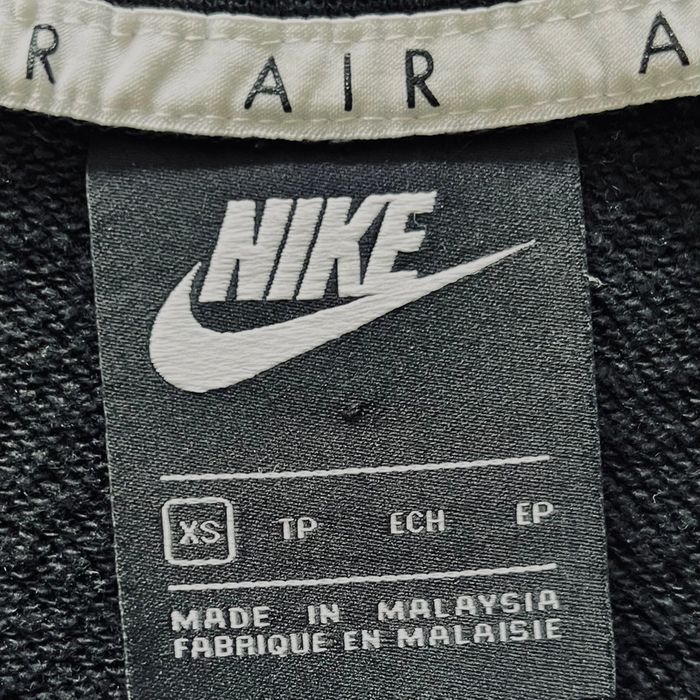 R AIR A
NIKE
XS TP ECH EP
MADE IN MALAYSIA
FABRIQUE EN MALAISIE